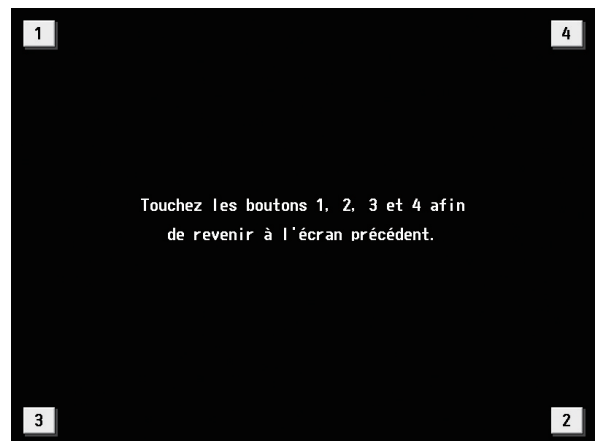 1
4
Touchez les boutons 1, 2, 3 et 4 afin
de revenir à l'écran précédent.
3
2